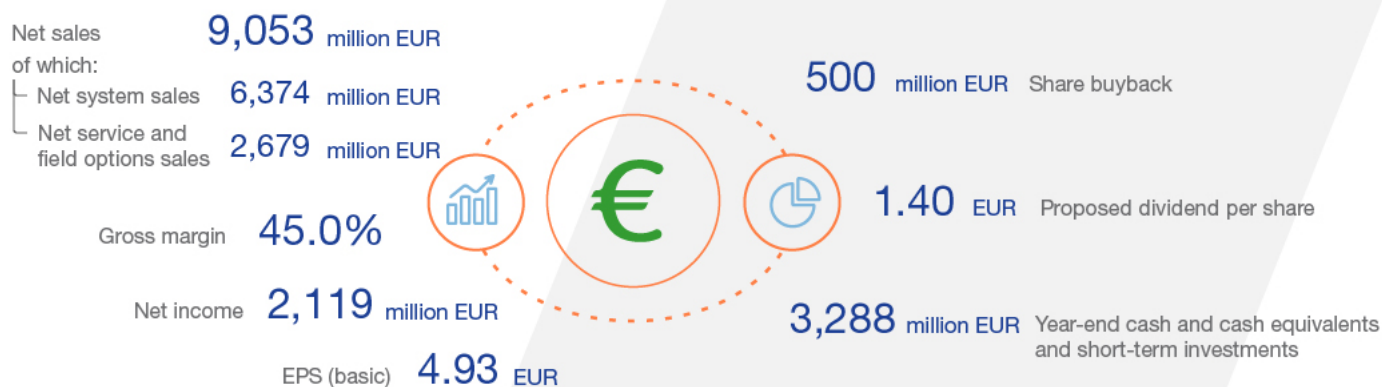 Net sales 9,053 million EUR
of which:
Net system sales 6,374 million EUR
Net service and
field options sales 2,679 million EUR
Gross margin 45.0%
Net income 2,119 million EUR
EPS (basic) 4.93 EUR
€
500 million EUR Share buyback
1.40 EUR Proposed dividend per share
3,288 million EUR Year-end cash and cash equivalents
and short-term investments